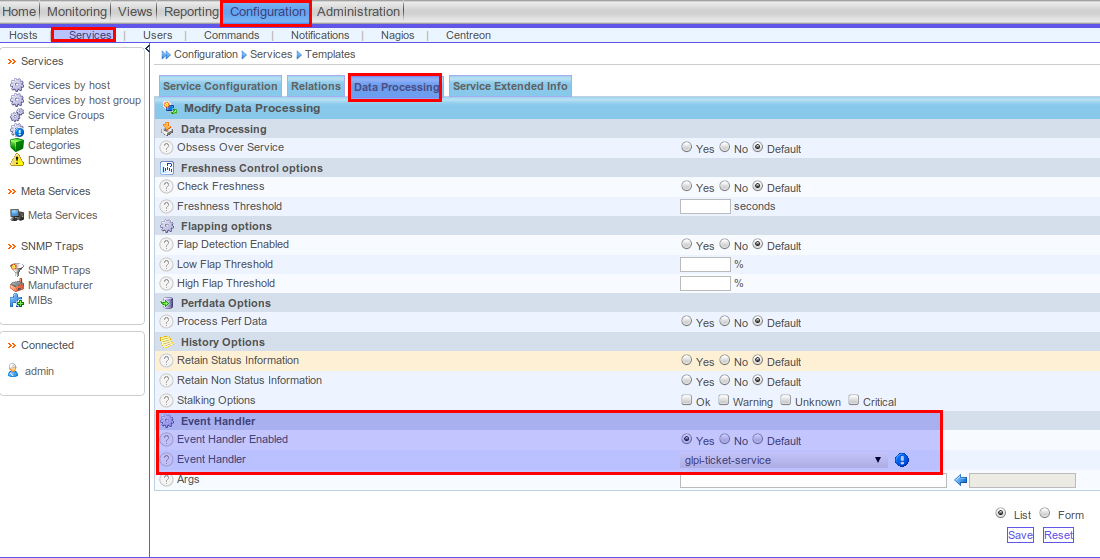 Home Monitoring Views Reporting Configuration Administration
Hosts Services Users Commands Notifications Nagios Centreon
Services
Services by host
Services by host group
Service Groups
Templates
Categories
Downtimes
Meta Services
Meta Services
SNMP Traps
SNMP Traps
Manufacturer
MIBs
Connected
admin
Configuration Services Templates
Service Configuration Relations Data Processing Service Extended Info
Modify Data Processing
Data Processing
? Obsess Over Service Yes No Default
Freshness Control options
? Check Freshness Yes No Default
? Freshness Threshold seconds
Flapping options
? Flap Detection Enabled Yes No Default
? Low Flap Threshold %
? High Flap Threshold %
Perfdata Options
? Process Perf Data Yes No Default
History Options
? Retain Status Information Yes No Default
? Retain Non Status Information Yes No Default
? Stalking Options Ok Warning Unknown Critical
Event Handler
? Event Handler Enabled Yes No Default
? Event Handler glpi-ticket-service
? Args
List Form
Save Reset